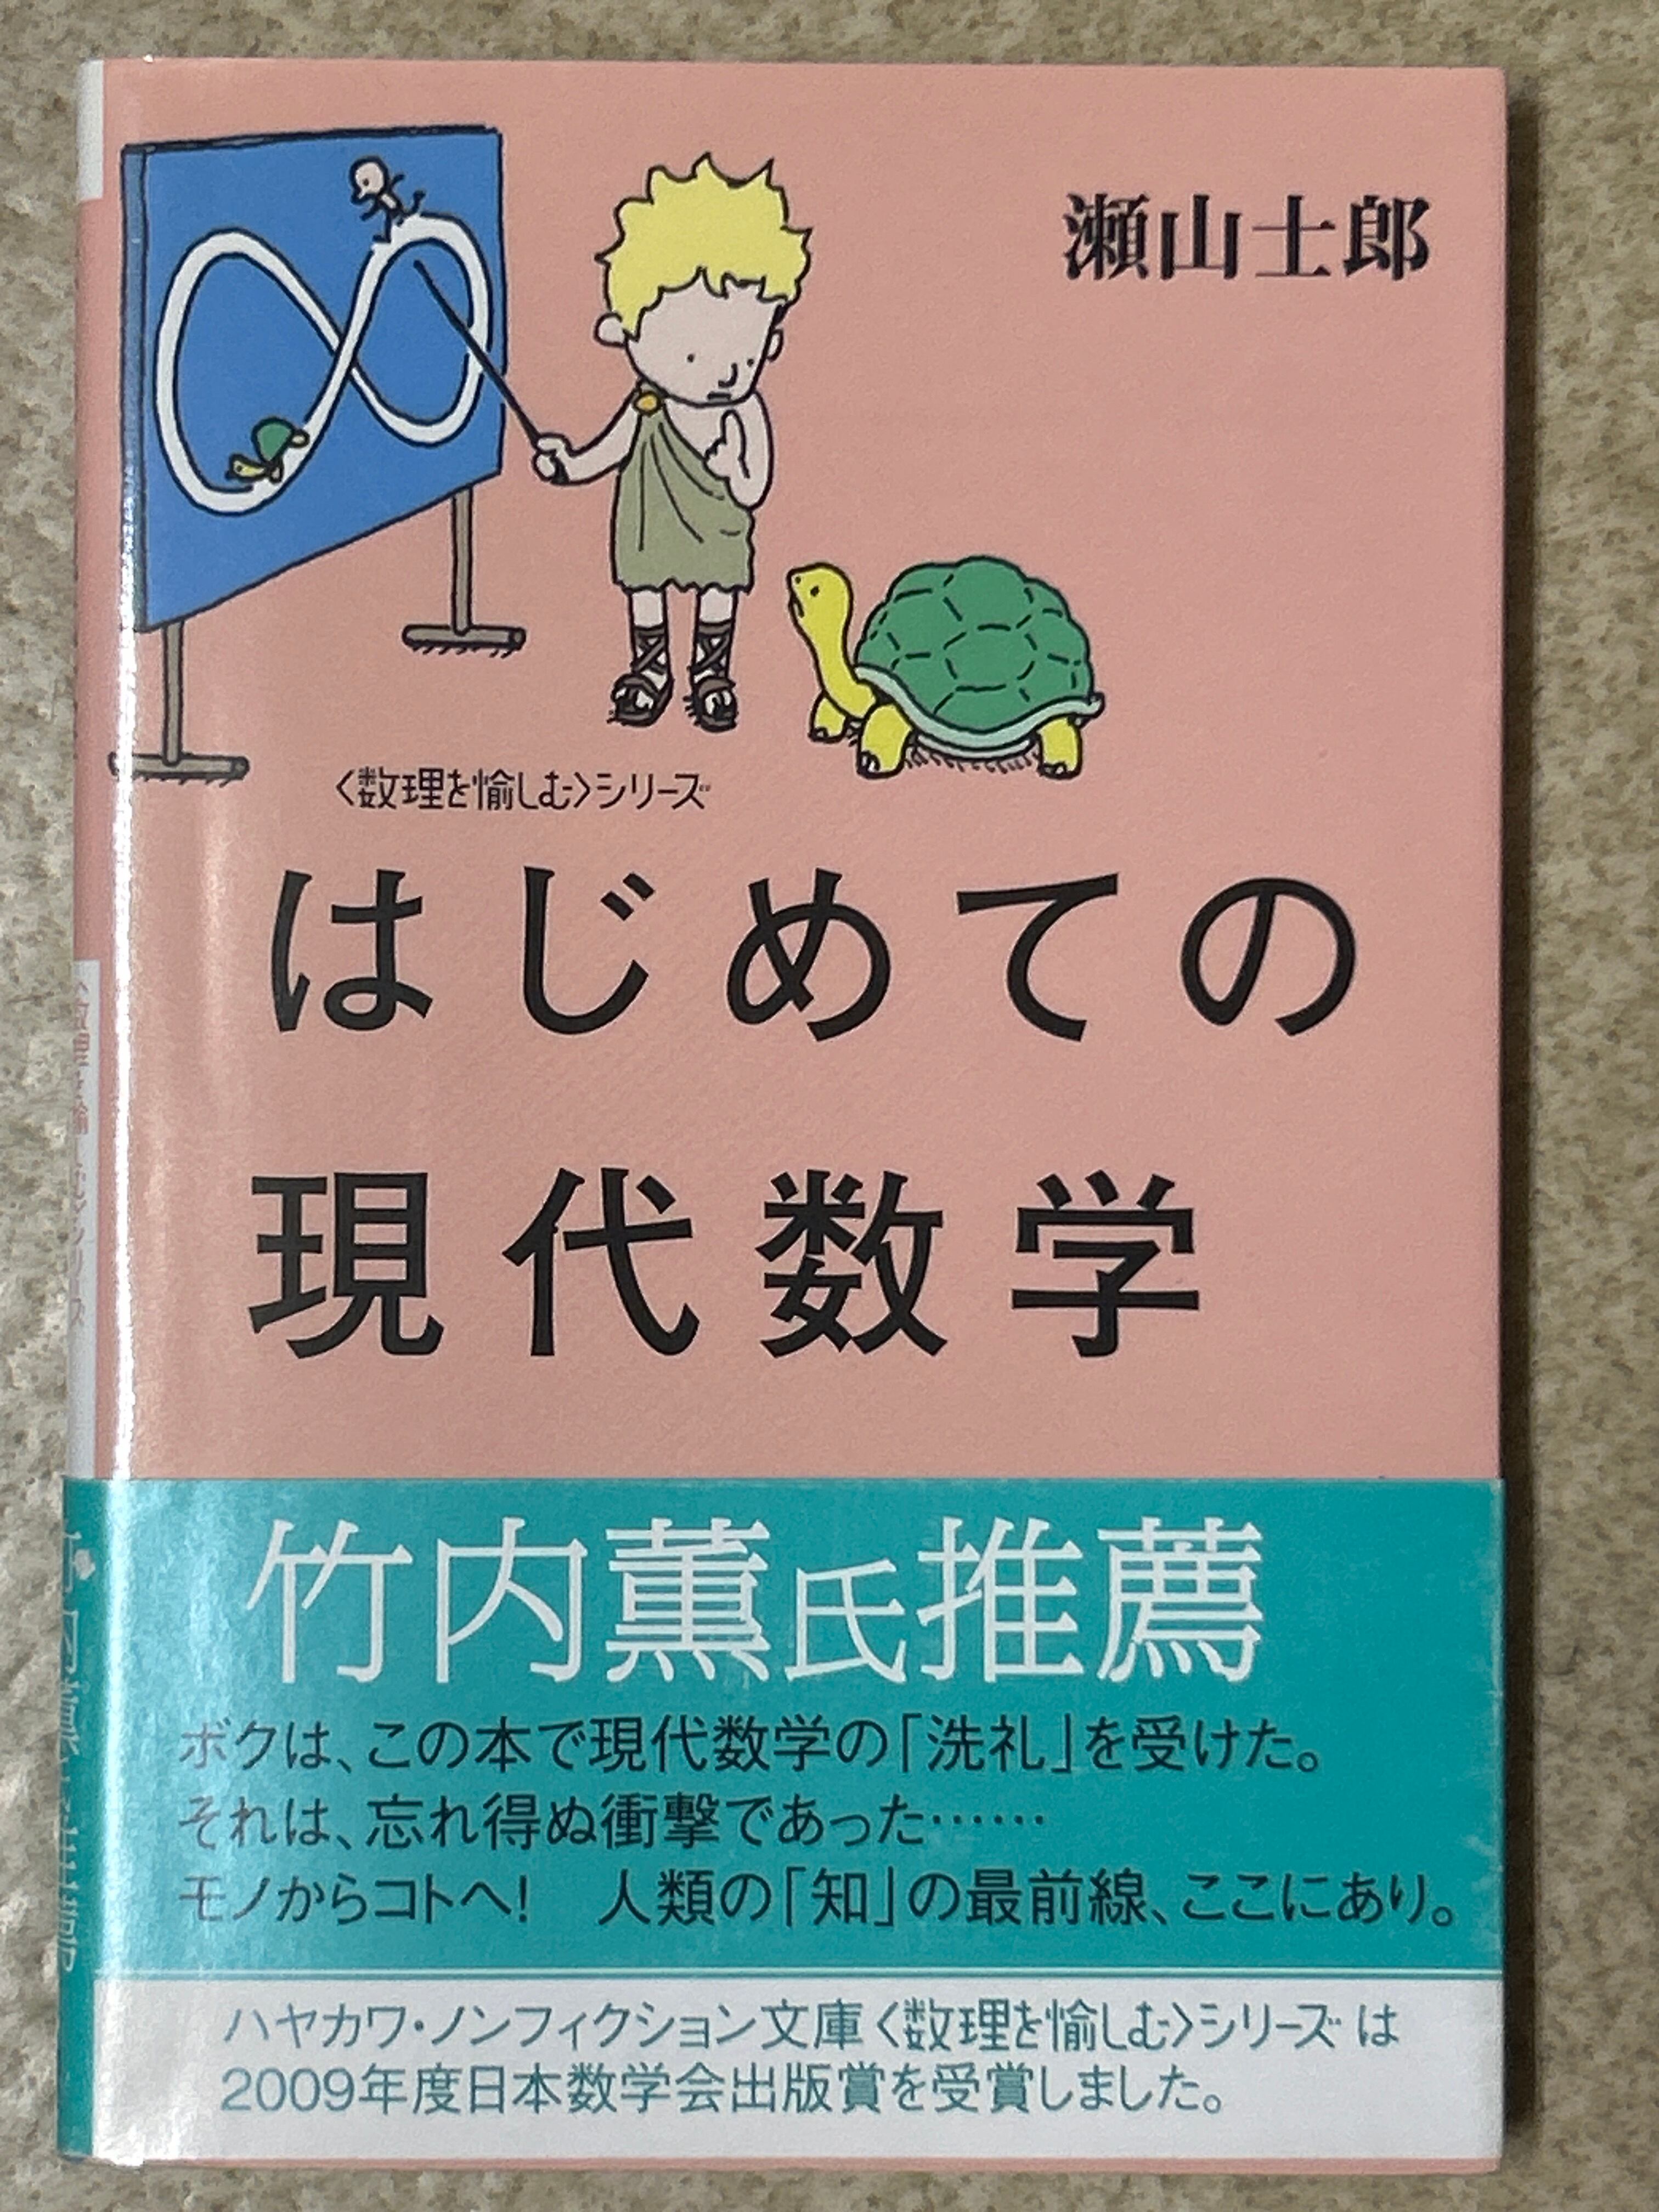 瀬山士郎
〈数理を愉しむ〉シリーズ
はじめての
現代数学
竹内薫氏推薦
ボクは、この本で現代数学の「洗礼」を受けた。
それは、忘れ得ぬ衝撃であった……
モノからコトへ! 人類の「知」の最前線、ここにあり。
ハヤカワ・ノンフィクション文庫〈数理を愉しむ〉シリーズは
2009年度日本数学会出版賞を受賞しました。